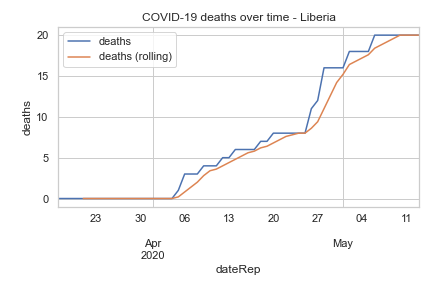 COVID-19 deaths over time - Liberia
deaths
deaths (rolling)
20
15
10
5
0
deaths
23 30 06 13 20 27 04 11
Apr May
2020
dateRep